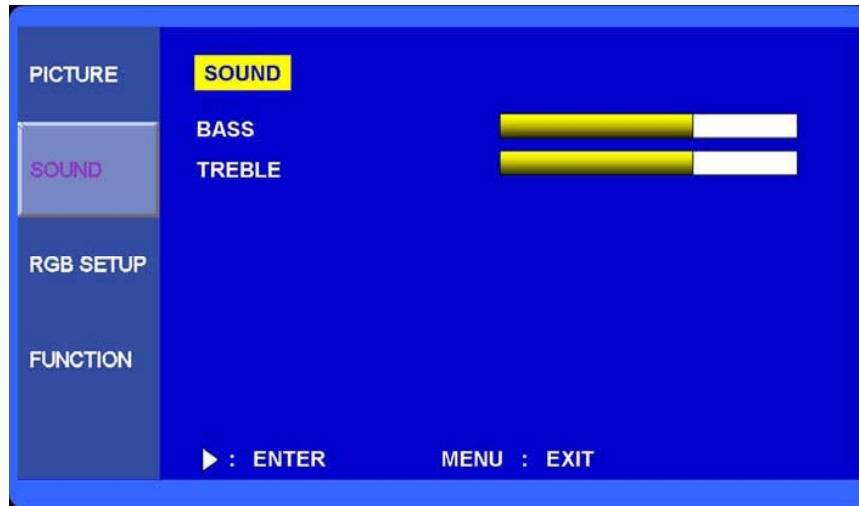 PICTURE
SOUND
RGB SETUP
FUNCTION
SOUND
BASS
TREBLE
▶ : ENTER MENU : EXIT